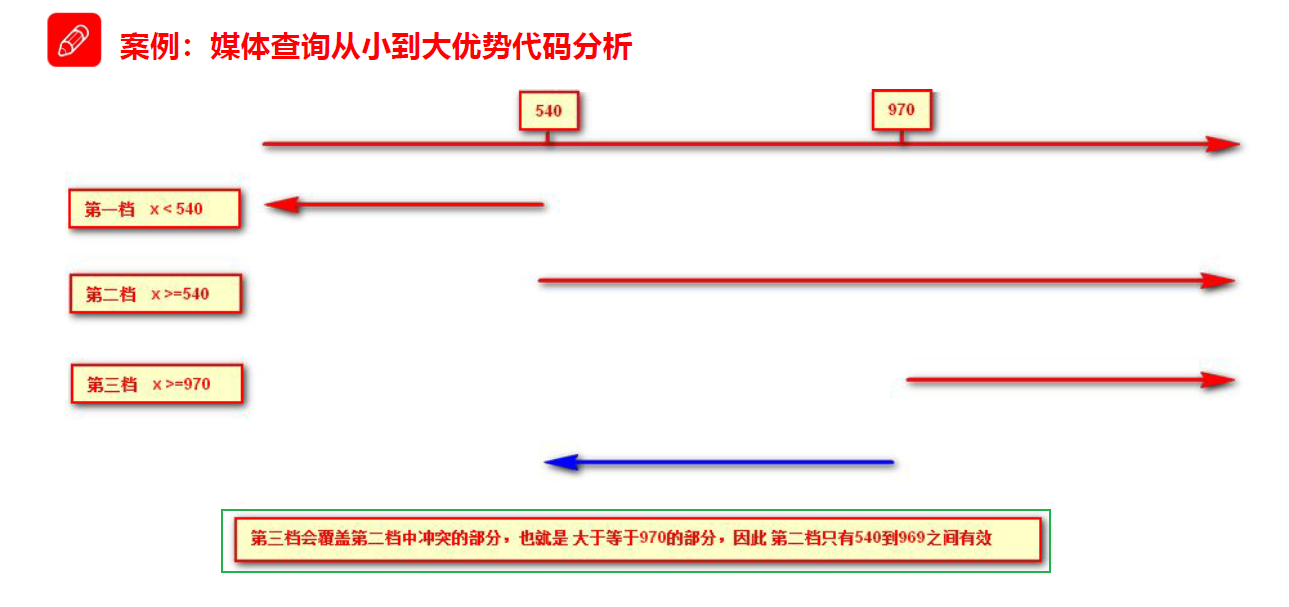 案例：媒体查询从小到大优势代码分析
540
970
第一档 x < 540
第二档 x >=540
第三档 x >=970
第三档会覆盖第二档中冲突的部分，也就是 大于等于970的部分，因此 第二档只有540到969之间有效